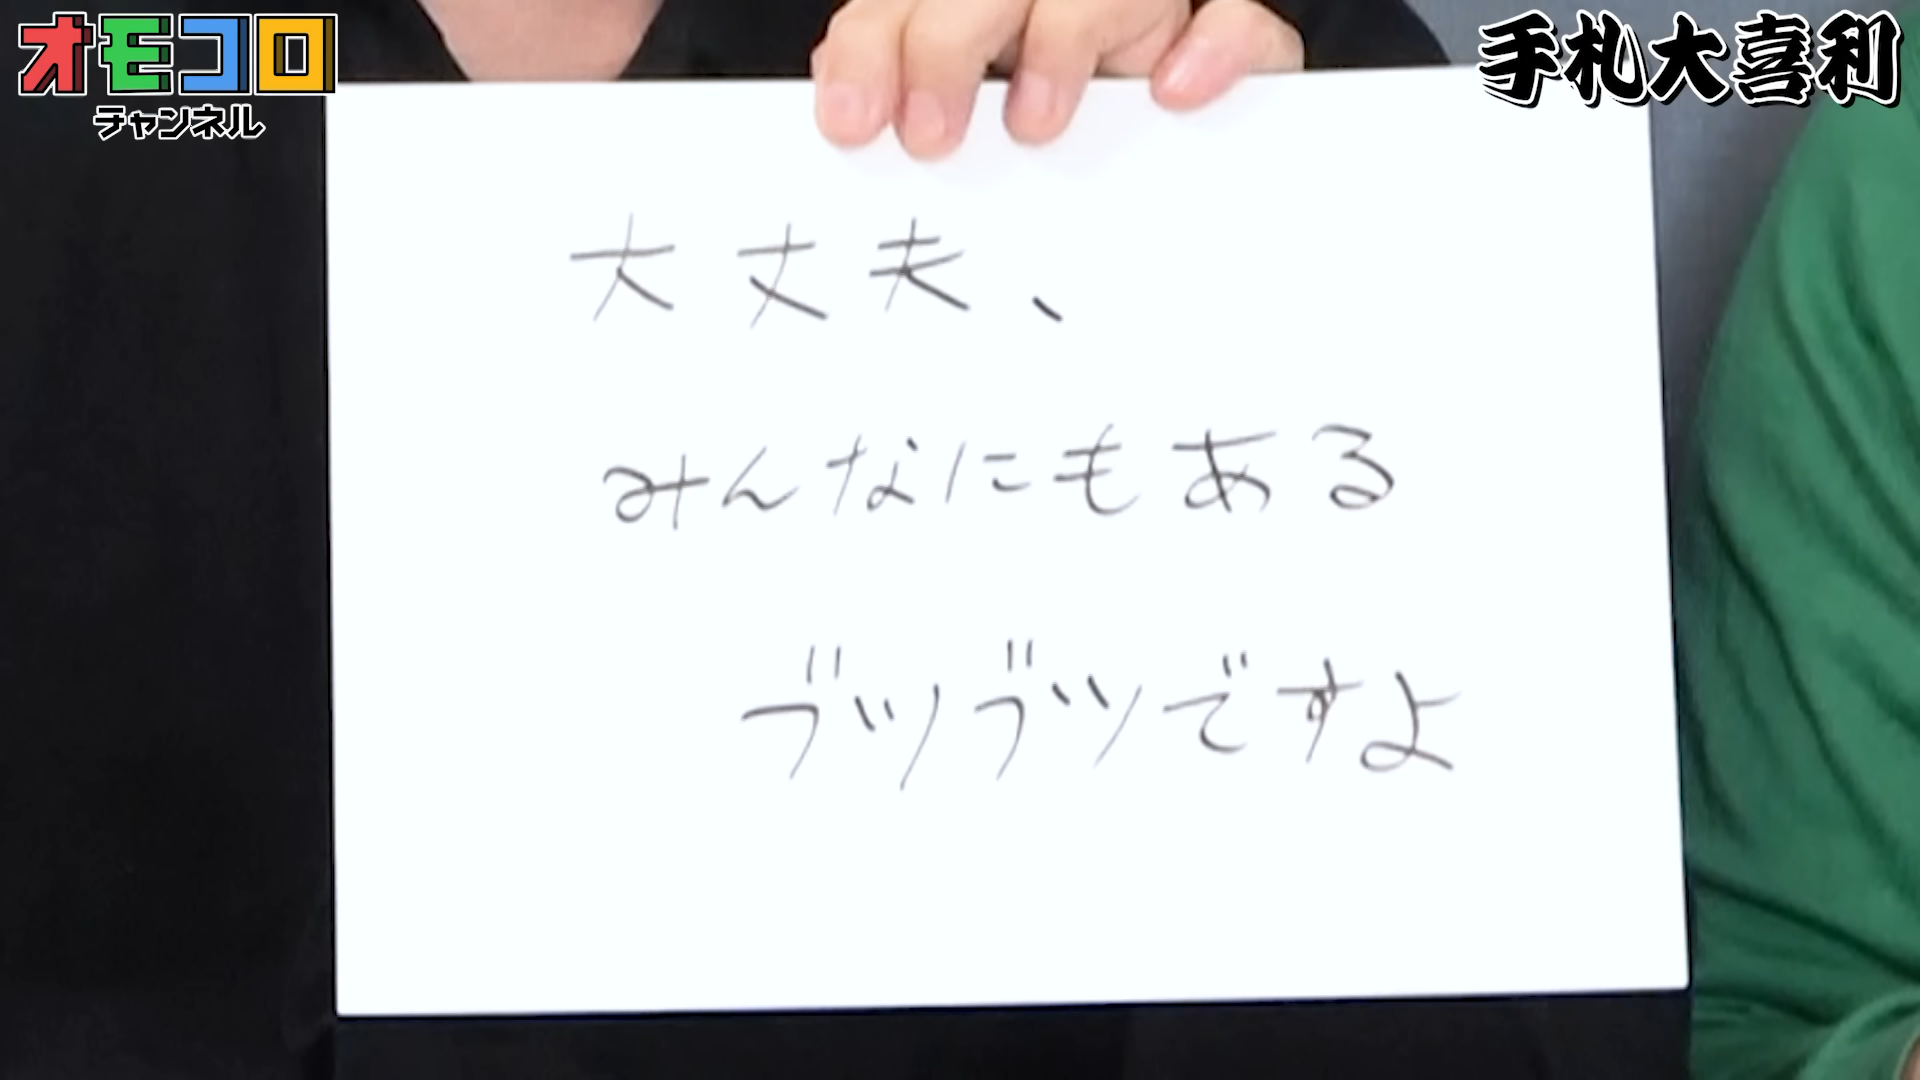 オモコロ
チャンネル
手札大喜利
大丈夫、
みんなにもある
ブツブツですよ